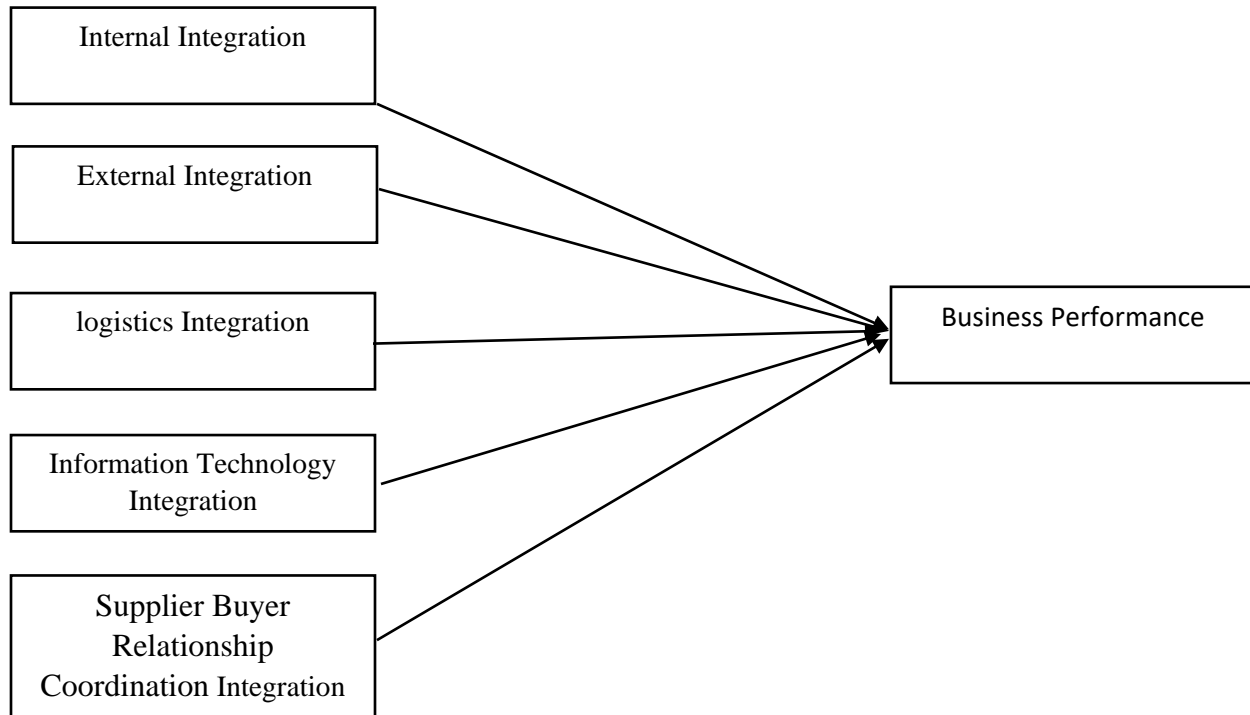 Internal Integration
External Integration
logistics Integration
Business Performance
Information Technology
Integration
Supplier Buyer
Relationship
Coordination Integration